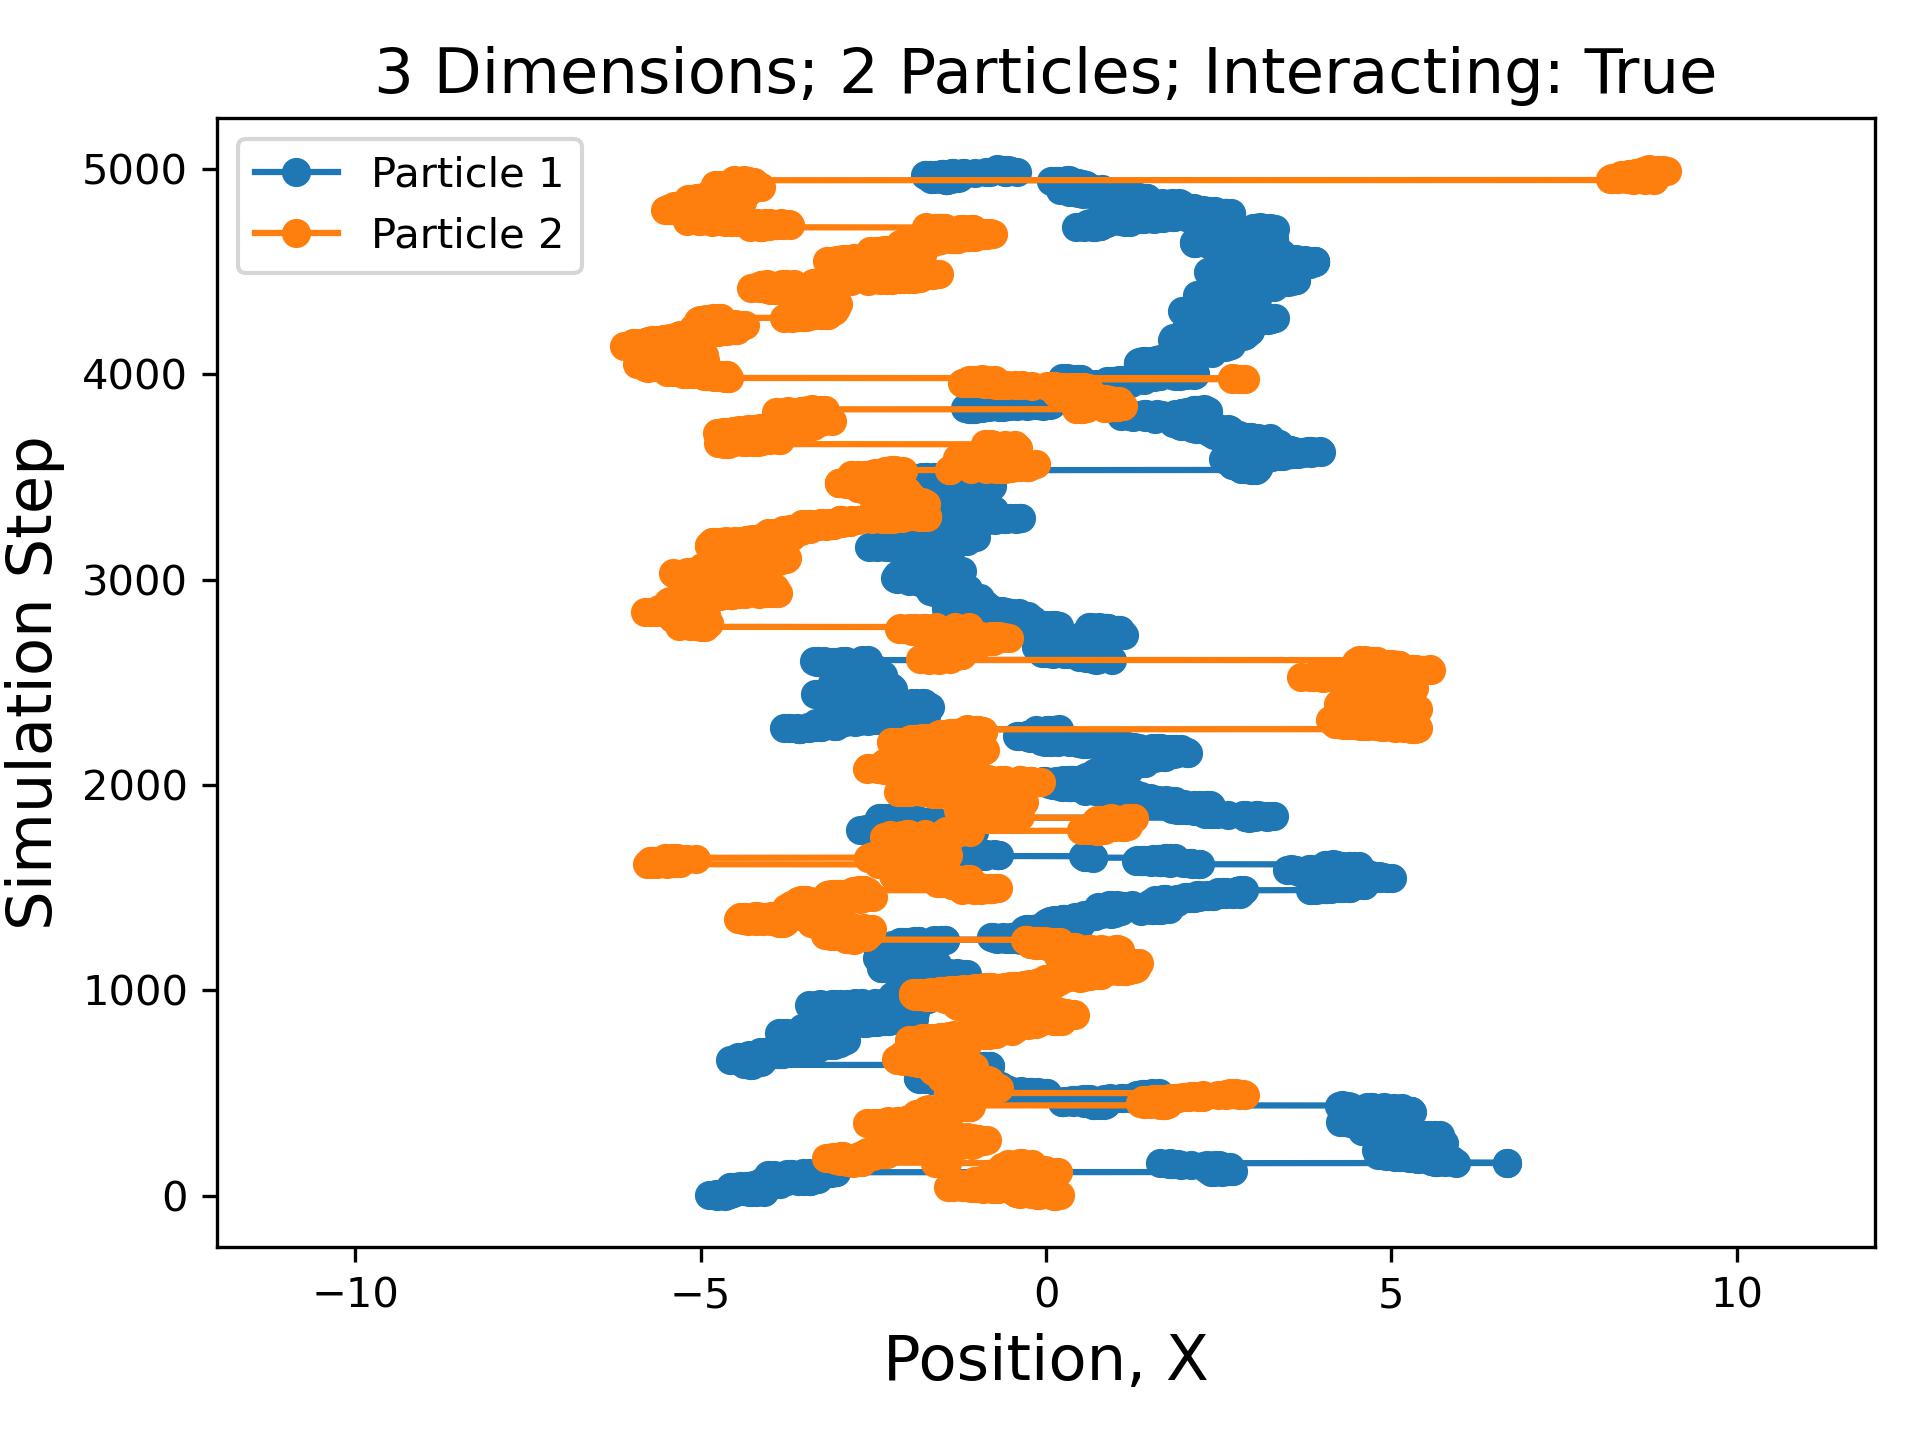 3 Dimensions; 2 Particles; Interacting: True
Particle 1
Particle 2
5000
4000
3000
2000
1000
0
Simulation Step
−10
−5
0
5
10
Position, X